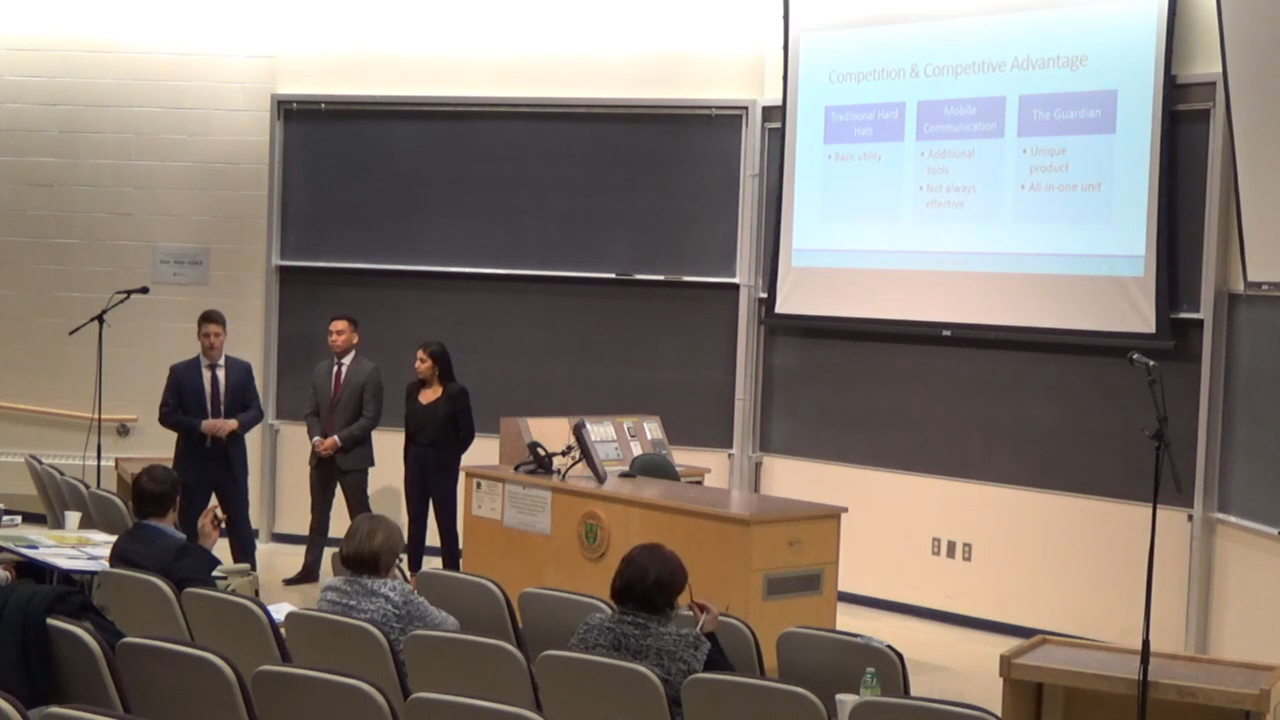 Competition & Competitive Advantage
Traditional Hard
Hats
• Basic utility
Mobile
Communication
• Additional
tools
• Not always
effective
The Guardian
• Unique
product
• All-in-one unit